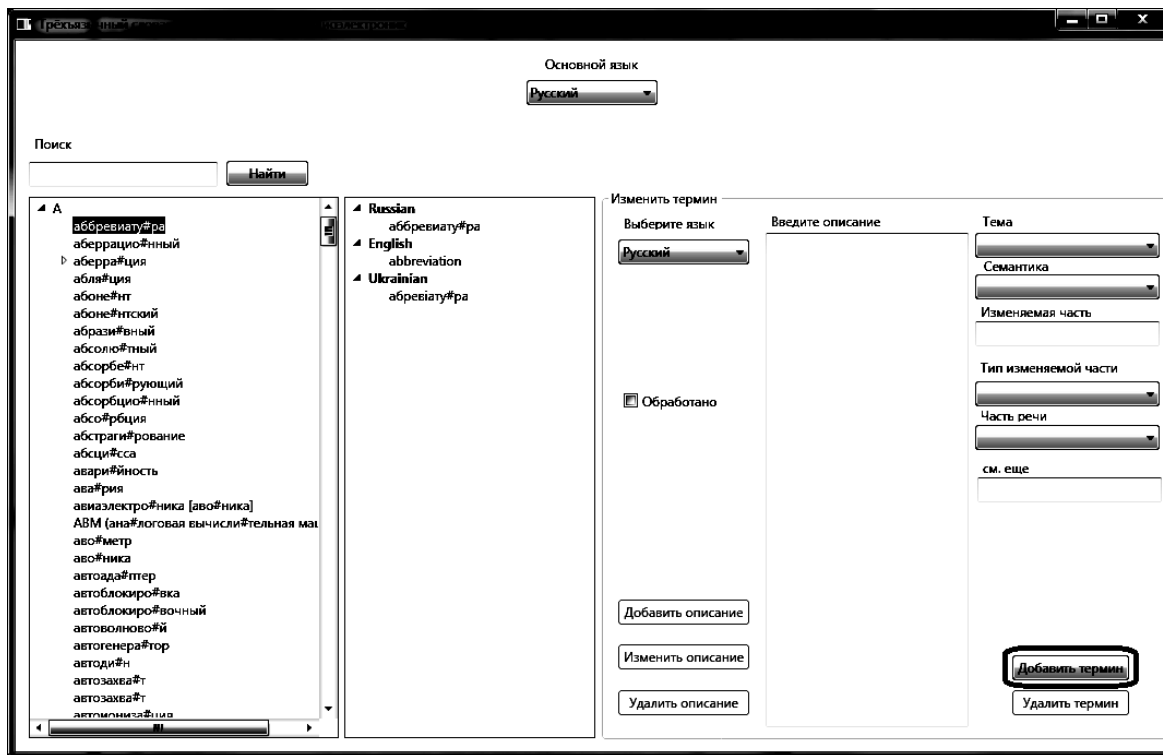 Основной язык
Русский
Поиск
Найти
А
аббревиату#ра
аберрацио#нный
аберра#ция
абля#ция
абоне#нт
абоне#нтский
абрази#вный
абсолю#тный
абсорбе#нт
абсорби#рующий
абсорбцио#нный
абсо#рбция
абстраги#рование
абсци#сса
авари#йность
ава#рия
авиаэлектро#ника [аво#ника]
АВМ (ана#логовая вычисли#тельная маш
аво#метр
аво#ника
автоада#птер
автоблокиро#вка
автоблокиро#вочный
автоволново#й
автогенера#тор
автоди#н
автозахва#т
автозахва#т
автоиониза#ция
Russian
аббревиату#ра
English
abbreviation
Ukrainian
абревіату#ра
Изменить термин
Выберите язык
Русский
Обработано
Добавить описание
Изменить описание
Удалить описание
Введите описание
Тема
Семантика
Изменяемая часть
Тип изменяемой части
Часть речи
см. еще
Добавить термин
Удалить термин